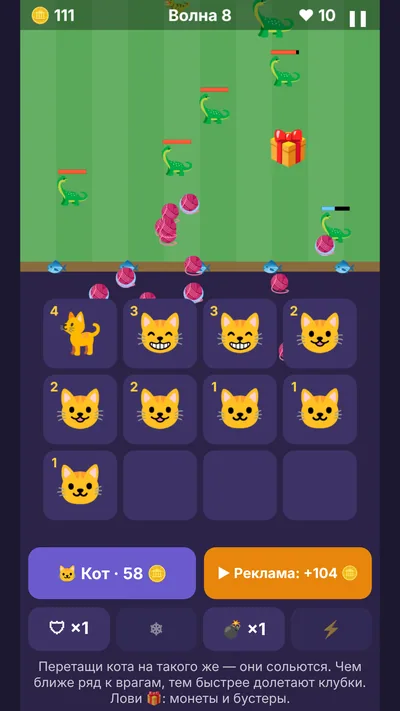 111 Волна 8 10
4 3 3 2
2 2 1 1
1
Кот · 58 Реклама: +104
×1 ×1
Перетащи кота на такого же — они сольются. Чем
ближе ряд к врагам, тем быстрее долетают клубки.
Лови 🎁: монеты и бустеры.